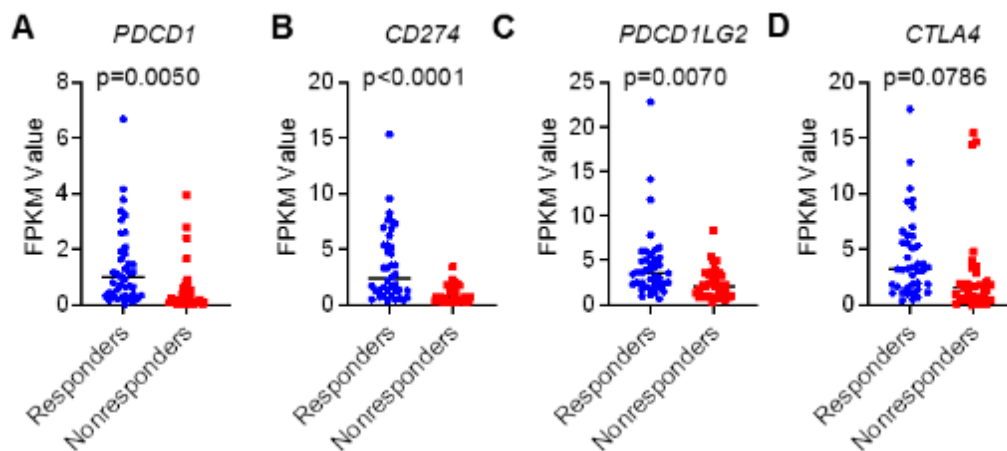 A PDCD1
p=0.0050
FPKM Value
8
6
4
2
0
Responders
Nonresponders
B CD274
p<0.0001
FPKM Value
20
15
10
5
0
Responders
Nonresponders
C PDCD1LG2
p=0.0070
FPKM Value
25
20
15
10
5
0
Responders
Nonresponders
D CTLA4
p=0.0786
FPKM Value
20
15
10
5
0
Responders
Nonresponders